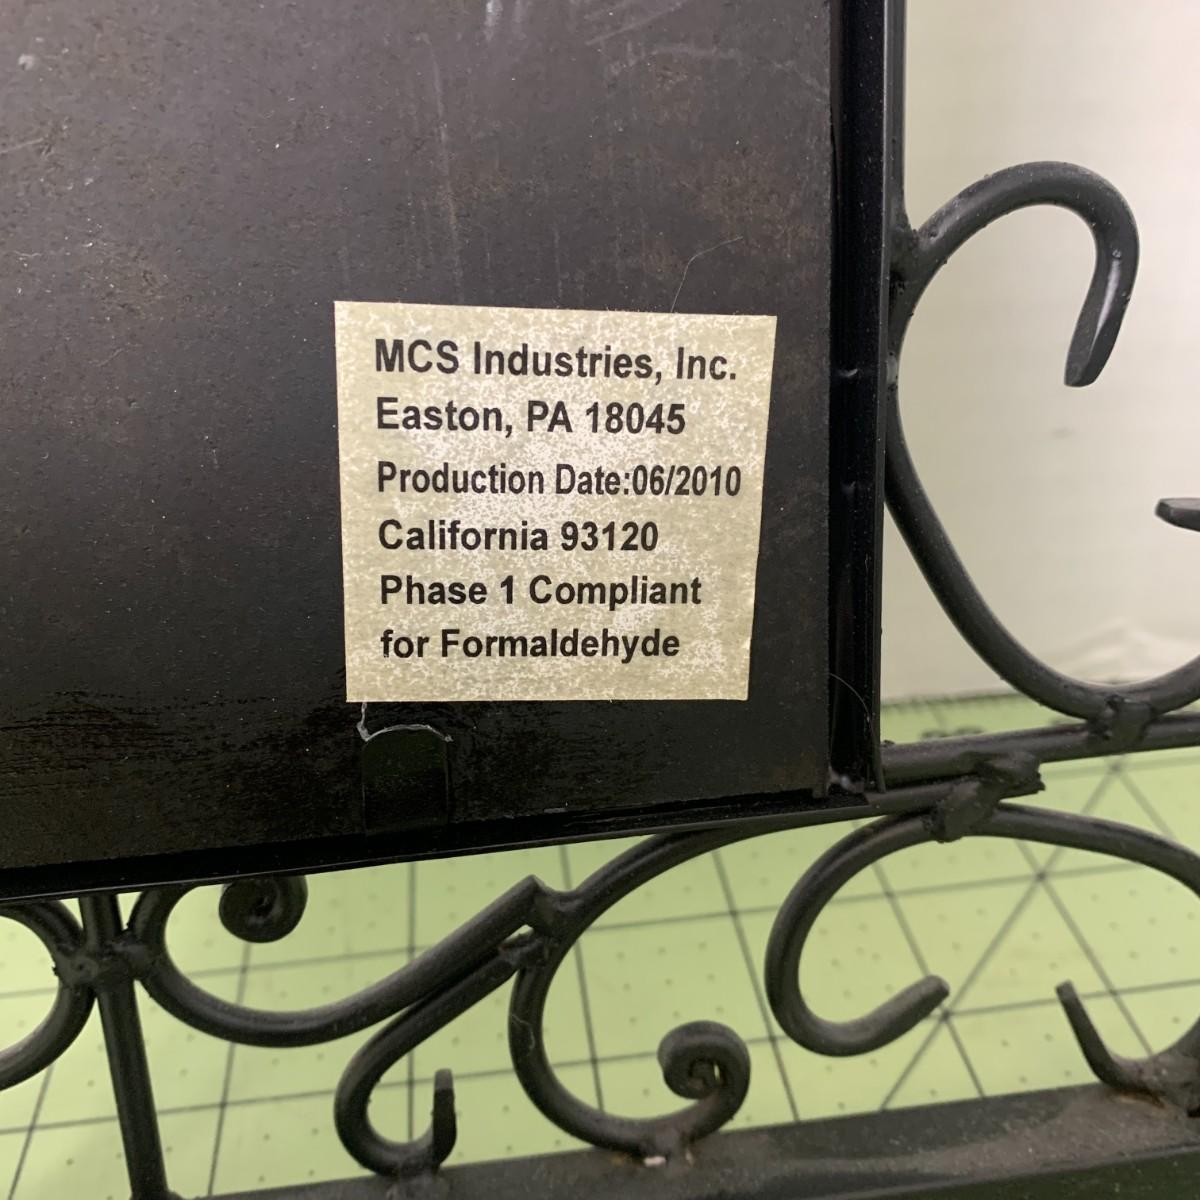 MCS Industries, Inc.
Easton, PA 18045
Production Date:06/2010
California 93120
Phase 1 Compliant
for Formaldehyde